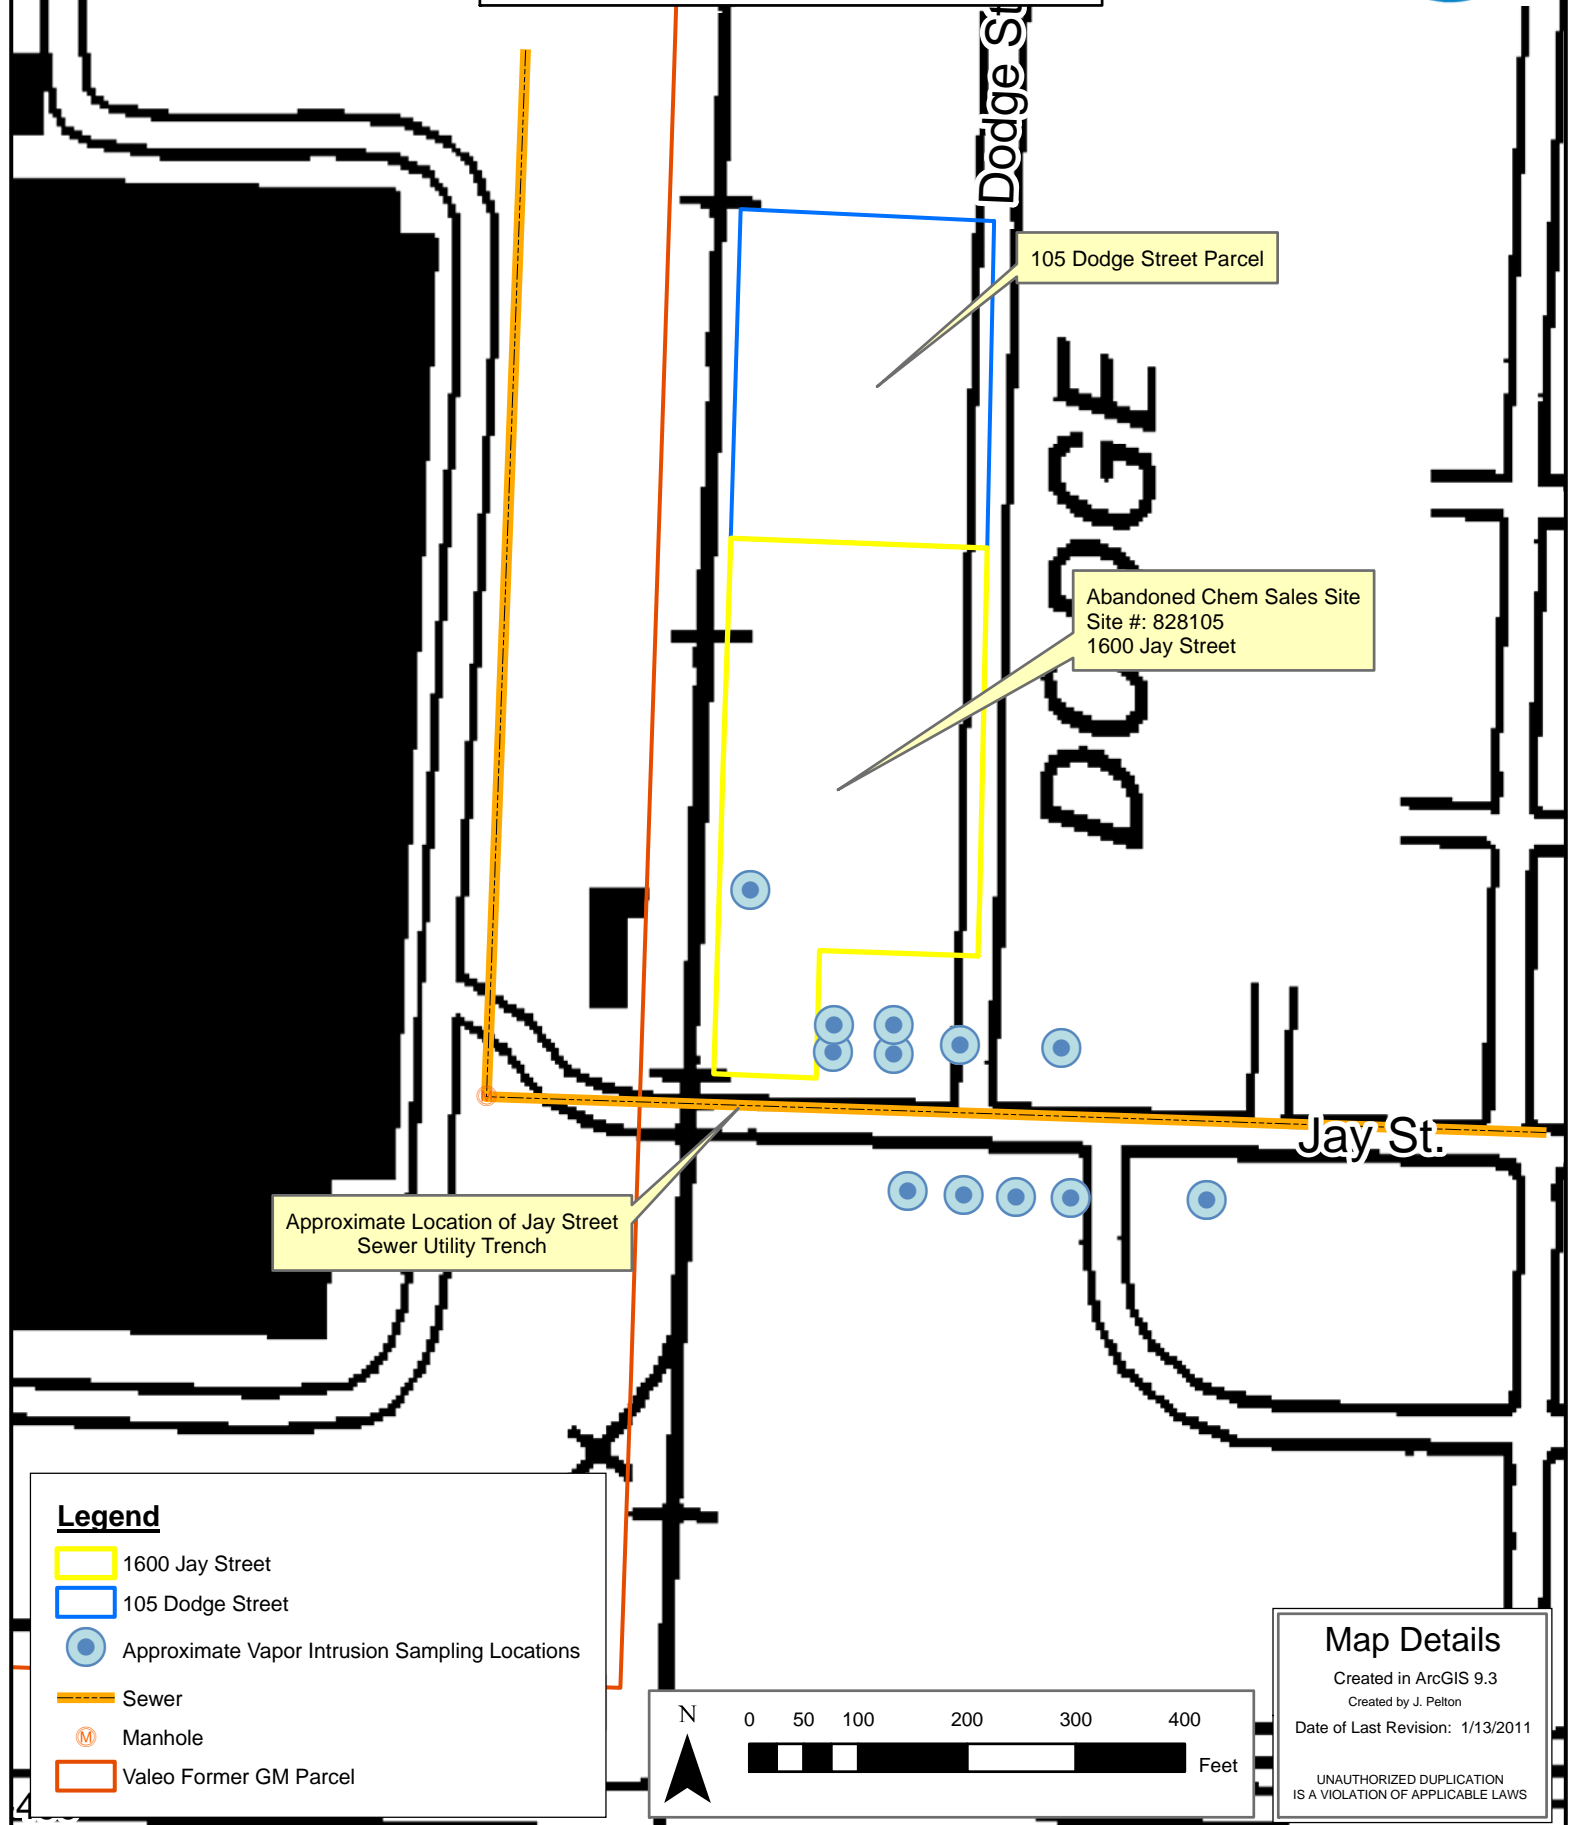 Dodge St
105 Dodge Street Parcel
DODGE
Abandoned Chem Sales Site
Site #: 828105
1600 Jay Street
Jay St.
Approximate Location of Jay Street
Sewer Utility Trench
Legend
1600 Jay Street
105 Dodge Street
Approximate Vapor Intrusion Sampling Locations
Sewer
M Manhole
Valeo Former GM Parcel
N
0 50 100 200 300 400
Feet
Map Details
Created in ArcGIS 9.3
Created by J. Pelton
Date of Last Revision: 1/13/2011
UNAUTHORIZED DUPLICATION
IS A VIOLATION OF APPLICABLE LAWS